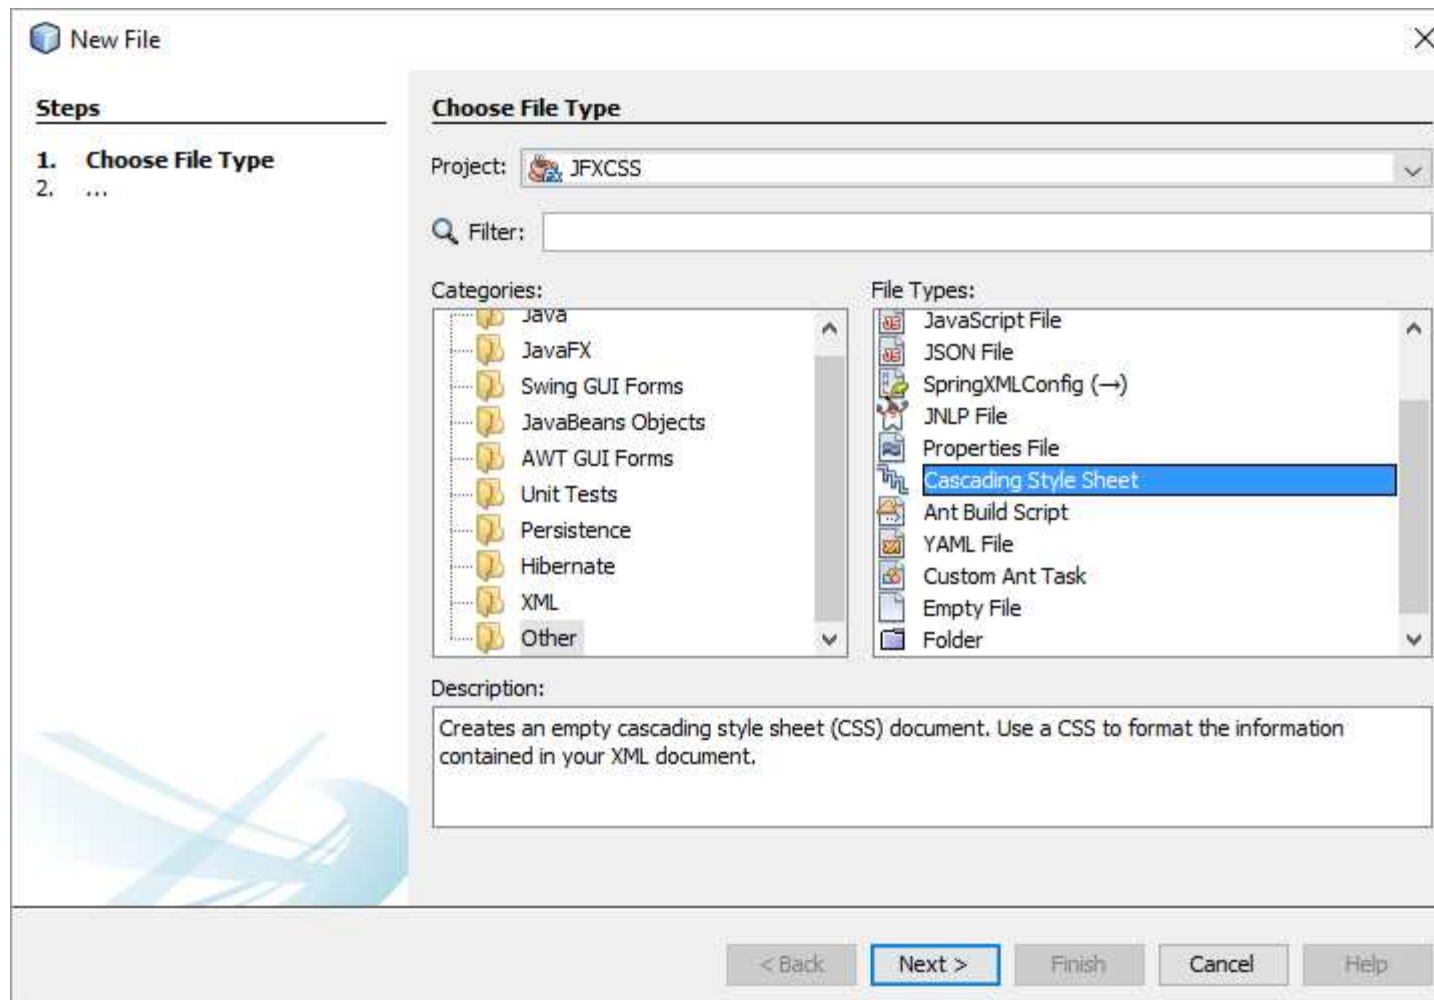 New File
Steps
1. Choose File Type
2. ...
Choose File Type
Project: JFXCSS
Filter:
Categories:
Java
JavaFX
Swing GUI Forms
JavaBeans Objects
AWT GUI Forms
Unit Tests
Persistence
Hibernate
XML
Other
File Types:
JavaScript File
JSON File
SpringXMLConfig (→)
JNLP File
Properties File
Cascading Style Sheet
Ant Build Script
YAML File
Custom Ant Task
Empty File
Folder
Description:
Creates an empty cascading style sheet (CSS) document. Use a CSS to format the information
contained in your XML document.
< Back Next > Finish Cancel Help